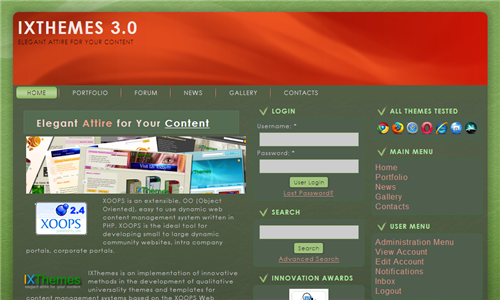 IXTHEMES 3.0
ELEGANT ATTIRE FOR YOUR CONTENT
HOME PORTFOLIO FORUM NEWS GALLERY CONTACTS
Elegant Attire for Your Content
XOOPS 2.4
XOOPS is an extensible, OO (Object
Oriented), easy to use dynamic web
content management system written in
PHP. XOOPS is the ideal tool for
developing small to large dynamic
community websites, intra company
portals, corporate portals.
IXThemes
elegant attire for your content
IXThemes is an implementation of innovative
methods in the development of qualitative
universality themes and templates for
content management systems based on the XOOPS Web
LOGIN
Username: *
Password: *
User Login
Lost Password?
SEARCH
Search
Advanced Search
INNOVATION AWARDS
ALL THEMES TESTED
MAIN MENU
Home
Portfolio
News
Gallery
Contacts
USER MENU
Administration Menu
View Account
Edit Account
Notifications
Inbox
Logout